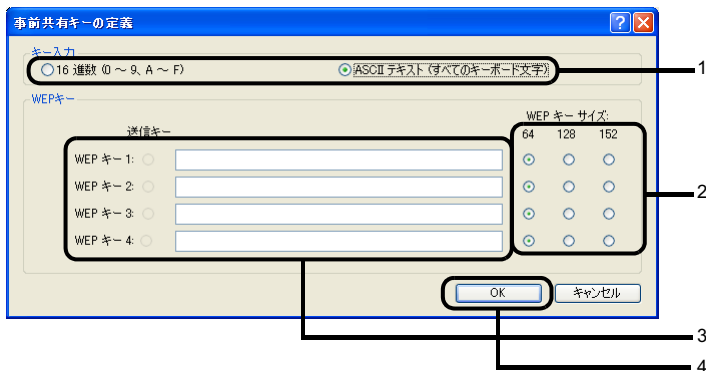 事前共有キーの定義
キー入力
16 進数 (0 ～ 9、A ～ F)
ASCII テキスト (すべてのキーボード文字)
1
WEPキー
WEP キー サイズ:
送信キー
64 128 152
WEP キー 1:
WEP キー 2:
2
WEP キー 3:
WEP キー 4:
OK
キャンセル
3
4